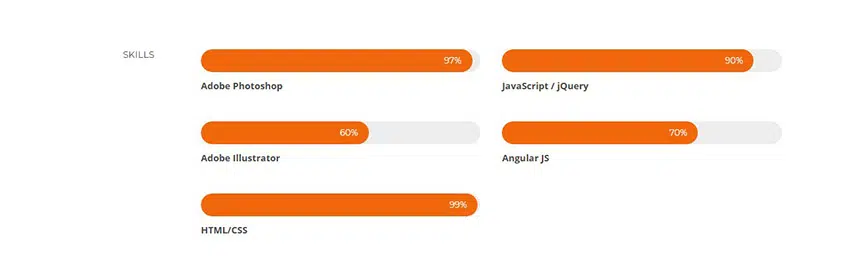 SKILLS
97% 90%
Adobe Photoshop JavaScript / jQuery
60% 70%
Adobe Illustrator Angular JS
99%
HTML/CSS